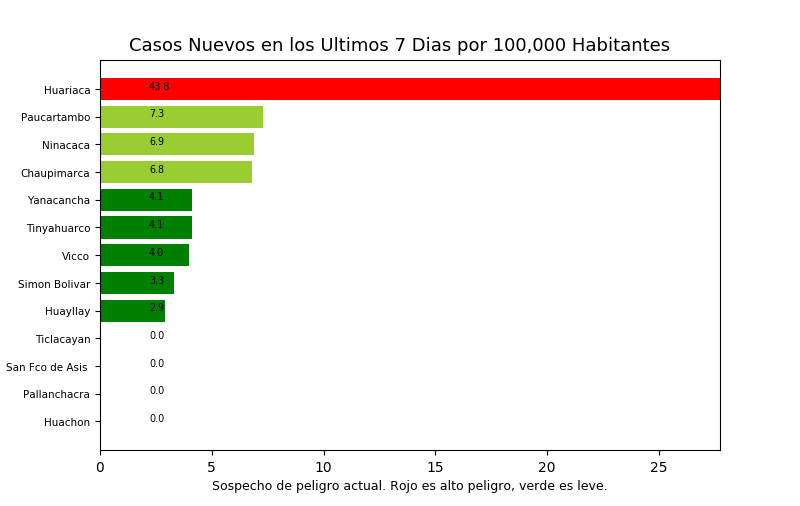 Casos Nuevos en los Ultimos 7 Dias por 100,000 Habitantes
Huariaca 43.8
Paucartambo 7.3
Ninacaca 6.9
Chaupimarca 6.8
Yanacancha 4.1
Tinyahuarco 4.1
Vicco 4.0
Simon Bolivar 3.3
Huayllay 2.9
Ticlacayan 0.0
San Fco de Asis 0.0
Pallanchacra 0.0
Huachon 0.0
0 5 10 15 20 25
Sospecho de peligro actual. Rojo es alto peligro, verde es leve.